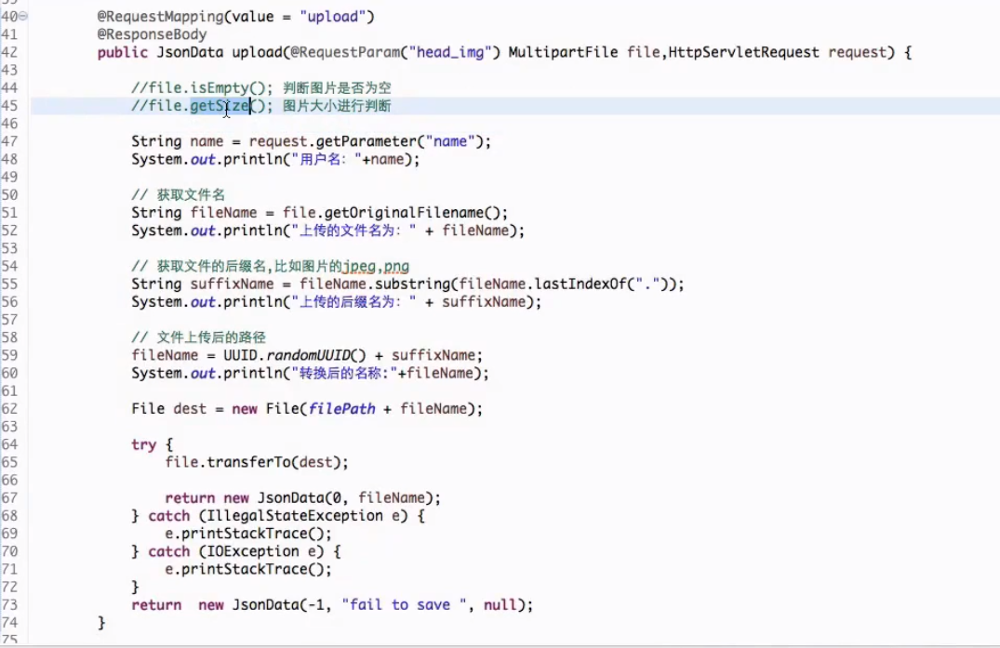 40 @RequestMapping(value = "upload")
41 @ResponseBody
42 public JsonData upload(@RequestParam("head_img") MultipartFile file,HttpServletRequest request) {
43
44 //file.isEmpty(); 判断图片是否为空
45 //file.getSize(); 图片大小进行判断
46
47 String name = request.getParameter("name");
48 System.out.println("用户名："+name);
49
50 // 获取文件名
51 String fileName = file.getOriginalFilename();
52 System.out.println("上传的文件名为：" + fileName);
53
54 // 获取文件的后缀名,比如图片的jpeg,png
55 String suffixName = fileName.substring(fileName.lastIndexOf("."));
56 System.out.println("上传的后缀名为：" + suffixName);
57
58 // 文件上传后的路径
59 fileName = UUID.randomUUID() + suffixName;
60 System.out.println("转换后的名称:"+fileName);
61
62 File dest = new File(filePath + fileName);
63
64 try {
65 file.transferTo(dest);
66
67 return new JsonData(0, fileName);
68 } catch (IllegalStateException e) {
69 e.printStackTrace();
70 } catch (IOException e) {
71 e.printStackTrace();
72 }
73 return  new JsonData(-1, "fail to save ", null);
74 }
75